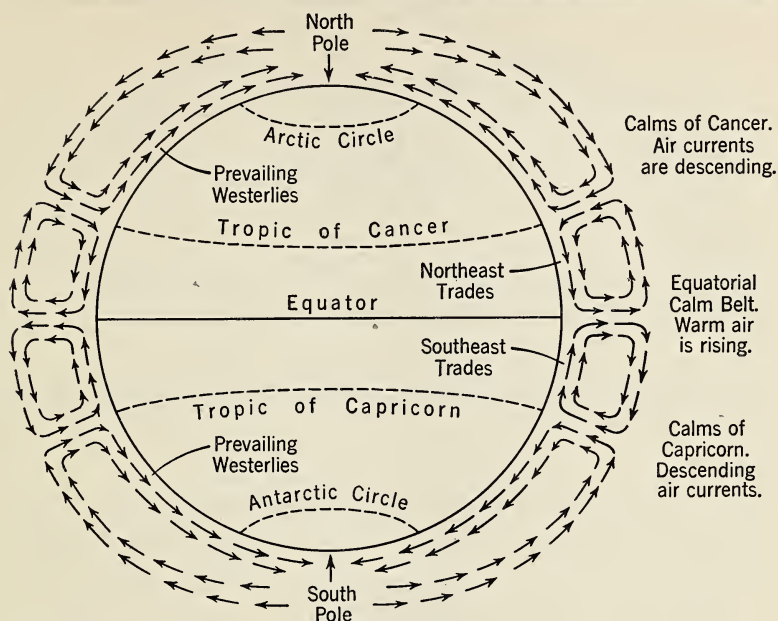 North
Pole
Arctic Circle
Calms of Cancer.
Air currents
are descending.
Prevailing
Westerlies
Tropic of Cancer
Northeast
Trades
Equatorial
Calm Belt.
Warm air
is rising.
Equator
Southeast
Trades
Tropic of Capricorn
Calms of
Capricorn.
Descending
air currents.
Prevailing
Westerlies
Antarctic Circle
South
Pole